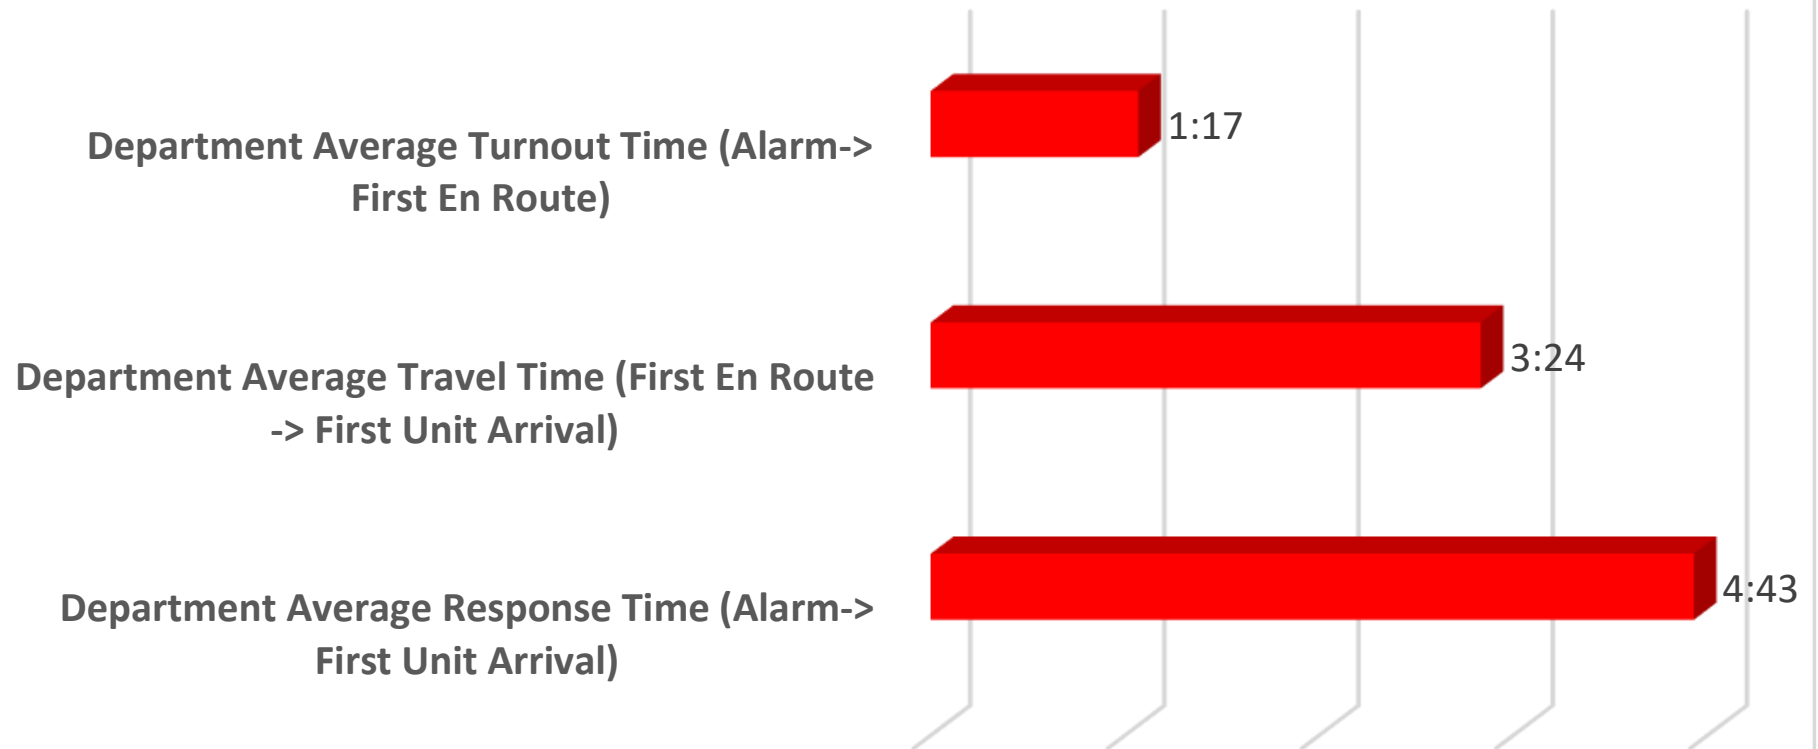 Department Average Turnout Time (Alarm->
First En Route)
1:17
Department Average Travel Time (First En Route
-> First Unit Arrival)
3:24
Department Average Response Time (Alarm->
First Unit Arrival)
4:43